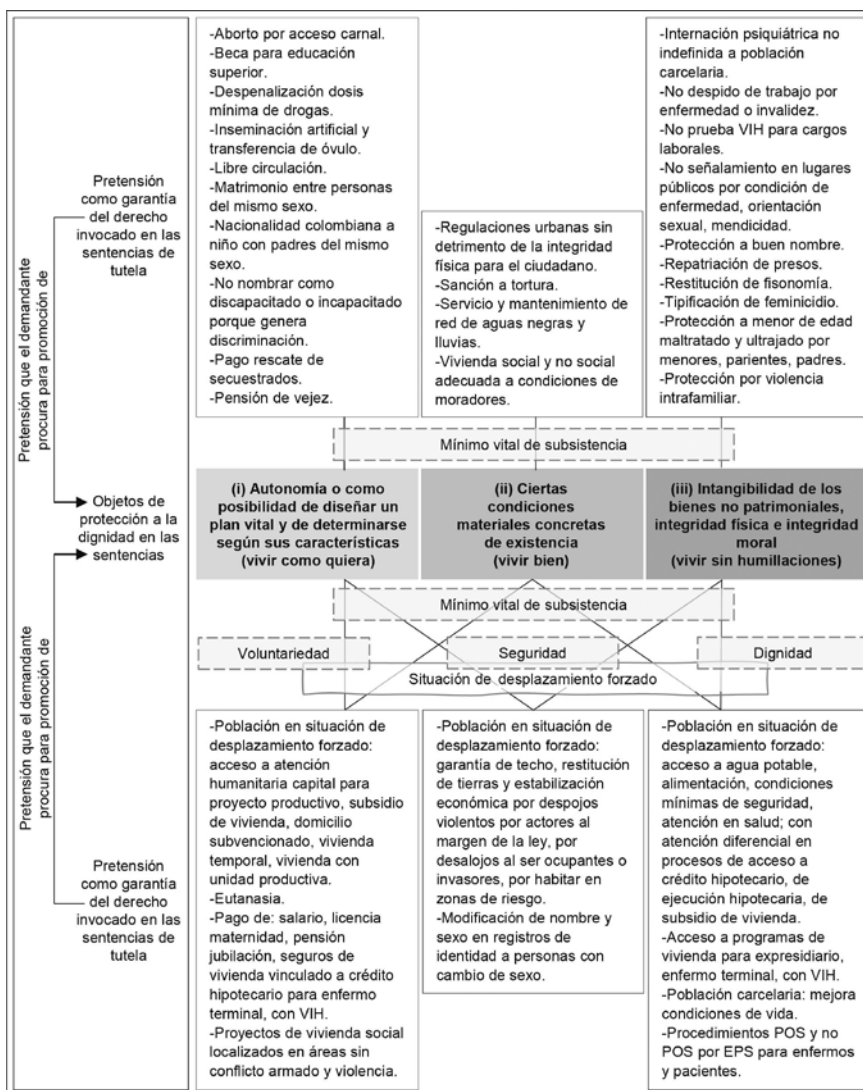 Pretensión que el demandante
procura para promoción de
Pretensión
como garantía
del derecho
invocado en las
sentencias de
tutela
-Aborto por acceso carnal.
-Beca para educación
superior.
-Despenalización dosis
mínima de drogas.
-Inseminación artificial y
transferencia de óvulo.
-Libre circulación.
-Matrimonio entre personas
del mismo sexo.
-Nacionalidad colombiana a
niño con padres del mismo
sexo.
-No nombrar como
discapacitado o incapacitado
porque genera
discriminación.
-Pago rescate de
secuestrados.
-Pensión de vejez.
-Regulaciones urbanas sin
detrimento de la integridad
física para el ciudadano.
-Sanción a tortura.
-Servicio y mantenimiento de
red de aguas negras y
lluvias.
-Vivienda social y no social
adecuada a condiciones de
moradores.
-Internación psiquiátrica no
indefinida a población
carcelaria.
-No despido de trabajo por
enfermedad o invalidez.
-No prueba VIH para cargos
laborales.
-No señalamiento en lugares
públicos por condición de
enfermedad, orientación
sexual, mendicidad.
-Protección a buen nombre.
-Repatriación de presos.
-Restitución de fisonomía.
-Tipificación de feminicidio.
-Protección a menor de edad
maltratado y ultrajado por
menores, parientes, padres.
-Protección por violencia
intrafamiliar.
Mínimo vital de subsistencia
Objetos de
protección a la
dignidad en las
sentencias
(i) Autonomía o como
posibilidad de diseñar un
plan vital y de determinarse
según sus características
(vivir como quiera)
(ii) Ciertas
condiciones
materiales concretas
de existencia
(vivir bien)
(iii) Intangibilidad de los
bienes no patrimoniales,
integridad física e integridad
moral
(vivir sin humillaciones)
Mínimo vital de subsistencia
Voluntariedad
Seguridad
Dignidad
Situación de desplazamiento forzado
Pretensión que el demandante
procura para promoción de
Pretensión
como garantía
del derecho
invocado en las
sentencias de
tutela
-Población en situación de
desplazamiento forzado:
acceso a atención
humanitaria capital para
proyecto productivo, subsidio
de vivienda, domicilio
subvencionado, vivienda
temporal, vivienda con
unidad productiva.
-Eutanasia.
-Pago de: salario, licencia
maternidad, pensión
jubilación, seguros de
vivienda vinculado a crédito
hipotecario para enfermo
terminal, con VIH.
-Proyectos de vivienda social
localizados en áreas sin
conflicto armado y violencia.
-Población en situación de
desplazamiento forzado:
garantía de techo, restitución
de tierras y estabilización
económica por despojos
violentos por actores al
margen de la ley, por
desalojos al ser ocupantes o
invasores, por habitar en
zonas de riesgo.
-Modificación de nombre y
sexo en registros de
identidad a personas con
cambio de sexo.
-Población en situación de
desplazamiento forzado:
acceso a agua potable,
alimentación, condiciones
mínimas de seguridad,
atención en salud; con
atención diferencial en
procesos de acceso a
crédito hipotecario, de
ejecución hipotecaria, de
subsidio de vivienda.
-Acceso a programas de
vivienda para expresidiario,
enfermo terminal, con VIH.
-Población carcelaria: mejora
condiciones de vida.
-Procedimientos POS y no
POS por EPS para enfermos
y pacientes.